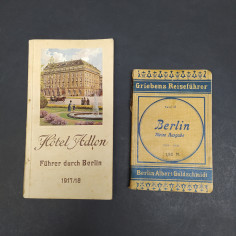 Hôtel Adlon
Führer durch Berlin
1917/18
Griebens Reiseführer
Berlin
Berlin Albert Goldschmidt